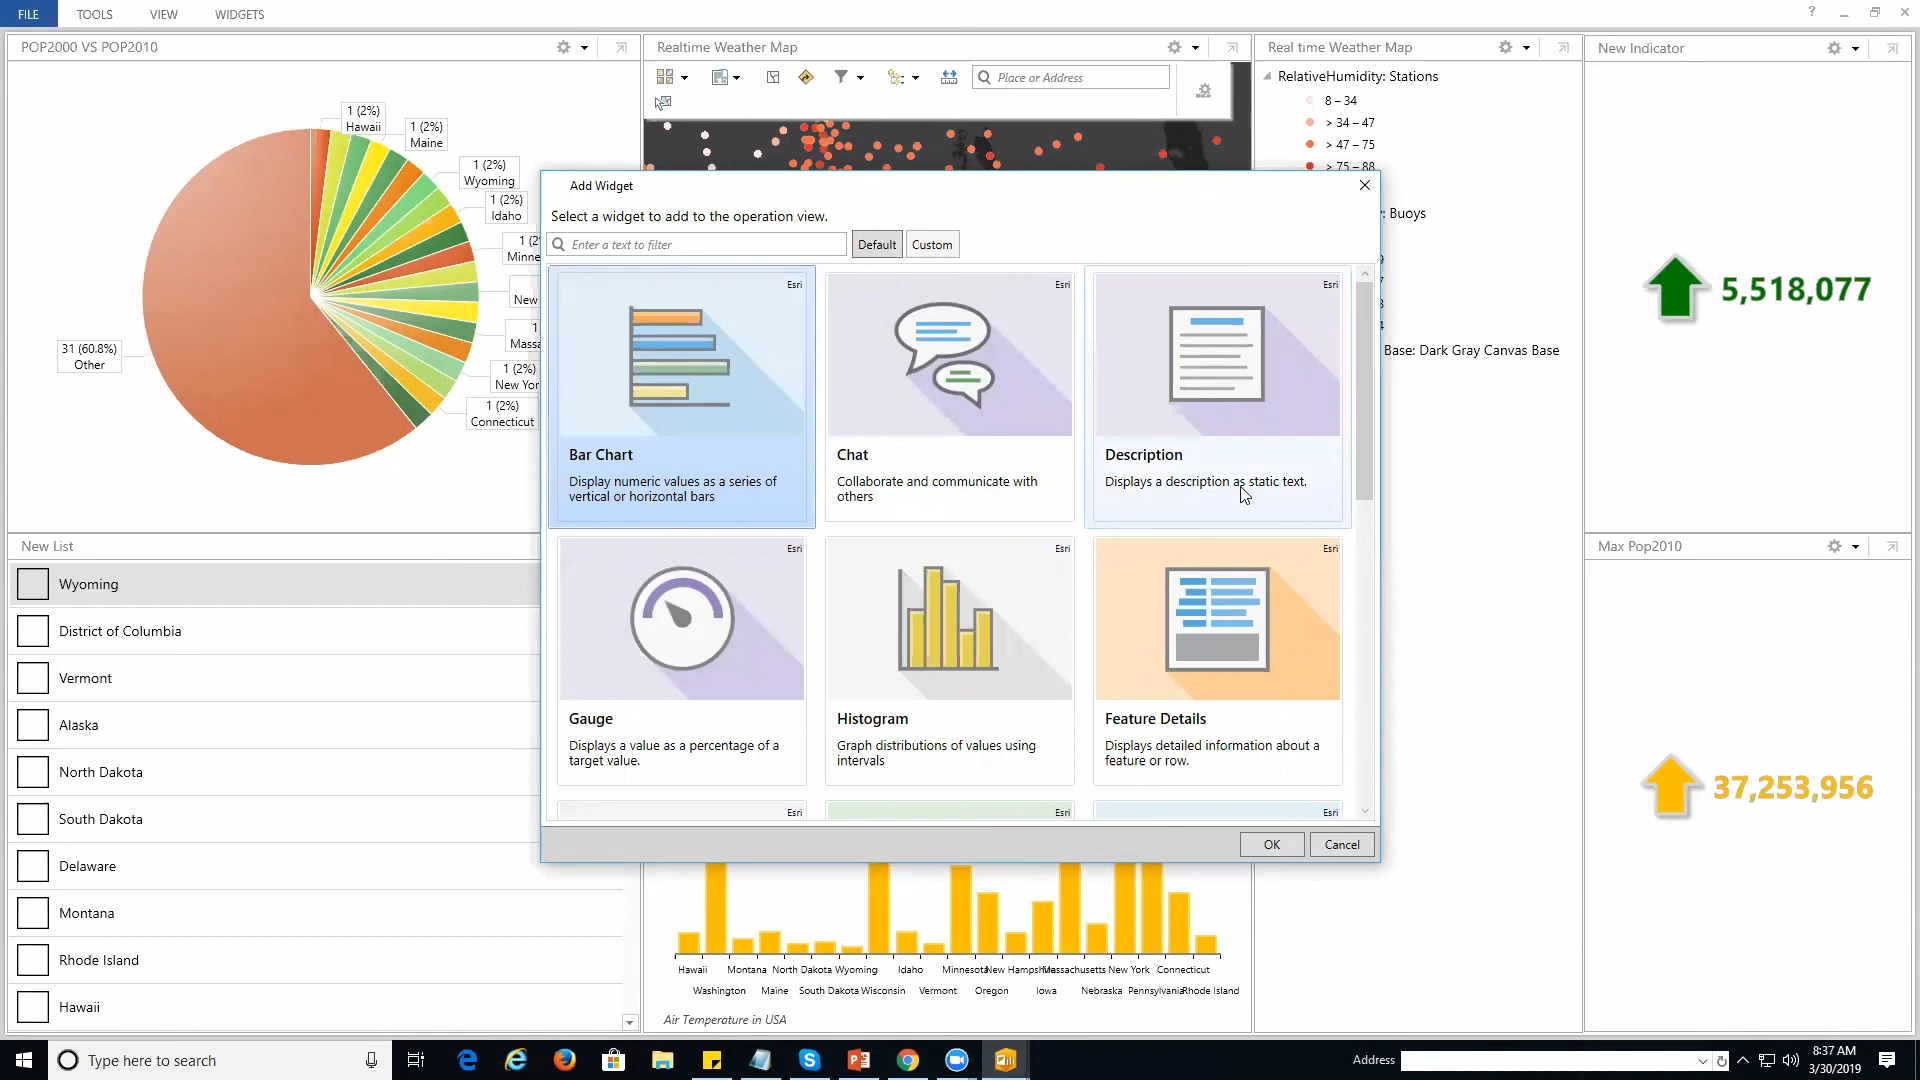 FILE
TOOLS
VIEW
WIDGETS
?
POP2000 VS POP2010
1 (2%)
Hawaii
1 (2%)
Maine
1 (2%)
Wyoming
1 (2%)
Idaho
1 (2%
Minne
New
1
Massa
1 (2%)
New Yor
1 (2%)
Connecticut
31 (60.8%)
Other
Realtime Weather Map
Place or Address
Real time Weather Map
RelativeHumidity: Stations
8 – 34
> 34 – 47
> 47 – 75
> 75 – 88
: Buoys
Base: Dark Gray Canvas Base
New Indicator
5,518,077
Max Pop2010
37,253,956
Add Widget
Select a widget to add to the operation view.
Enter a text to filter
Default
Custom
Esri
Bar Chart
Display numeric values as a series of
vertical or horizontal bars
Esri
Chat
Collaborate and communicate with
others
Esri
Description
Displays a description as static text.
Esri
Gauge
Displays a value as a percentage of a
target value.
Esri
Histogram
Graph distributions of values using
intervals
Esri
Feature Details
Displays detailed information about a
feature or row.
Esri
Esri
Esri
OK
Cancel
New List
Wyoming
District of Columbia
Vermont
Alaska
North Dakota
South Dakota
Delaware
Montana
Rhode Island
Hawaii
Hawaii Montana North Dakota Wyoming Idaho Minnesota New Hampshire Massachusetts New York Connecticut
Washington Maine South Dakota Wisconsin Vermont Oregon Iowa Nebraska Pennsylvania Rhode Island
Air Temperature in USA
Type here to search
Address
8:37 AM
3/30/2019